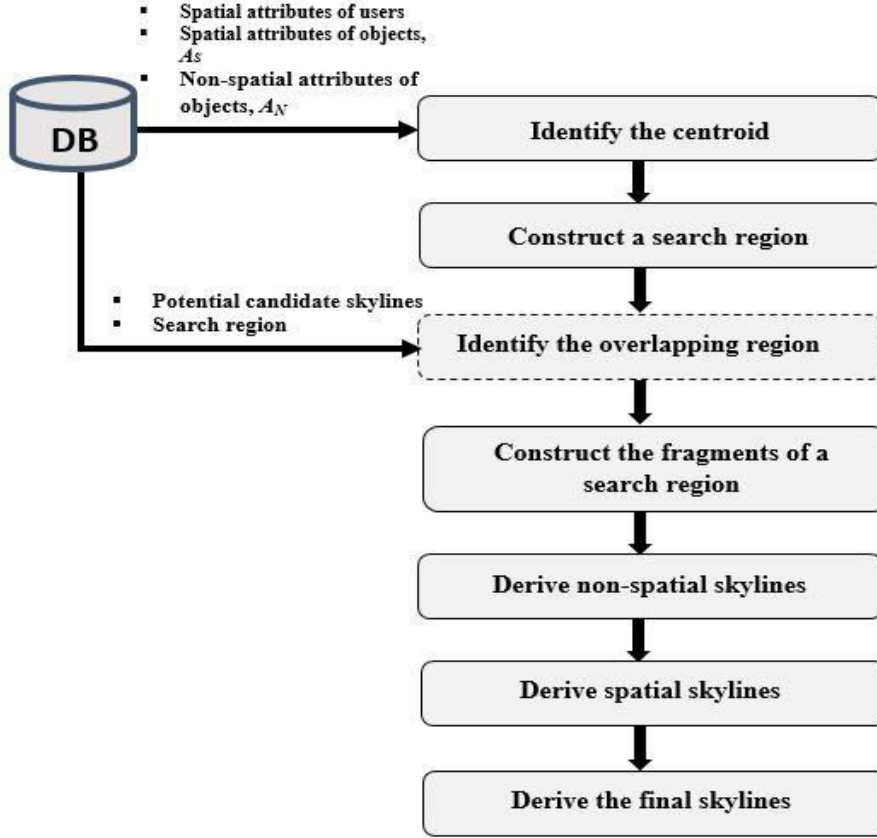 ▪ Spatial attributes of users
▪ Spatial attributes of objects,
As
▪ Non-spatial attributes of
objects, AN
DB
Identify the centroid
Construct a search region
▪ Potential candidate skylines
▪ Search region
Identify the overlapping region
Construct the fragments of a
search region
Derive non-spatial skylines
Derive spatial skylines
Derive the final skylines